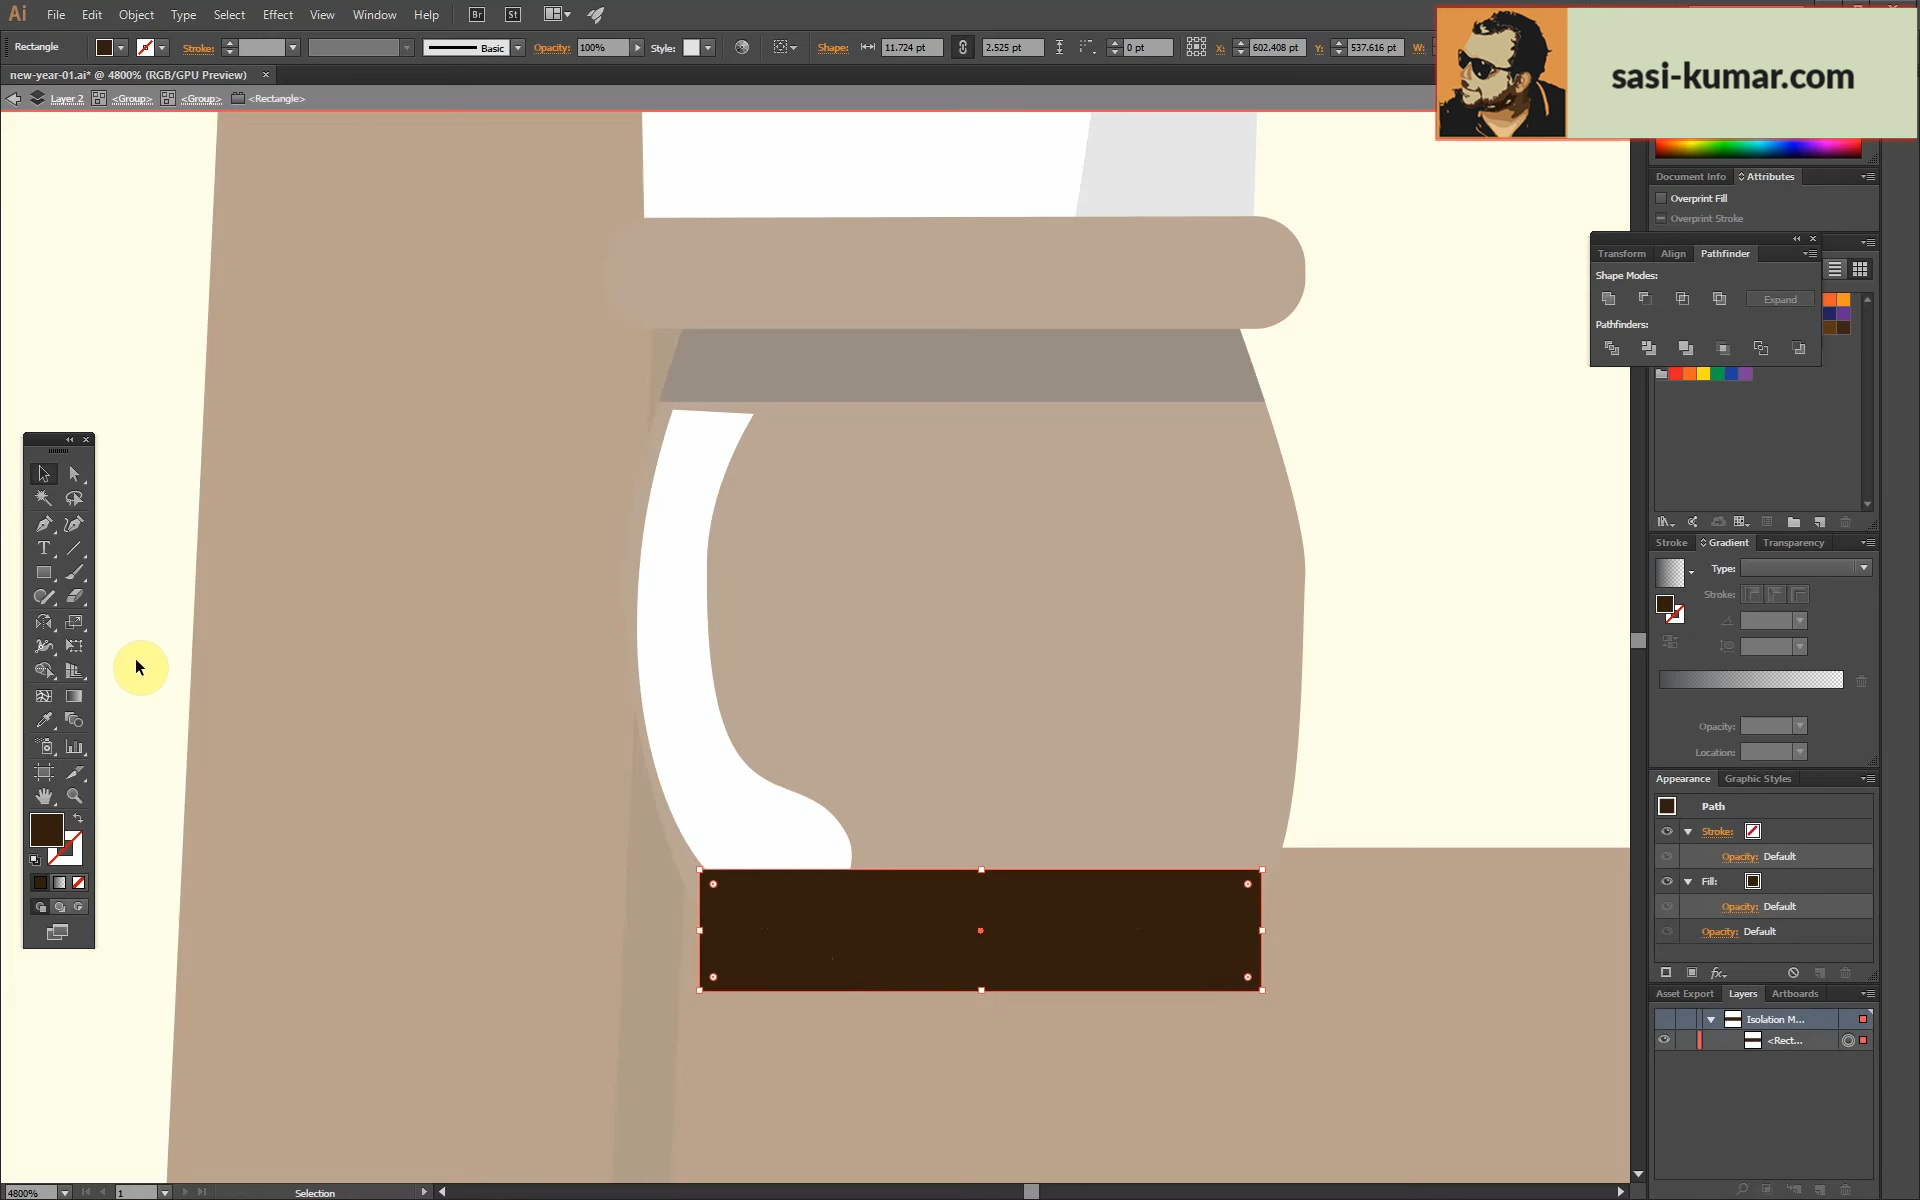 Ai File Edit Object Type Select Effect View Window Help Br St
Rectangle Stroke: Basic Opacity: 100% Style: Shape: 11.724 pt 2.525 pt 0 pt X: 602.408 pt Y: 537.616 pt W:
sasi-kumar.com
new-year-01.ai* @ 4800% (RGB/GPU Preview)
Layer 2 <Group> <Group> <Rectangle>
Document Info Attributes
Overprint Fill
Overprint Stroke
Transform Align Pathfinder
Shape Modes:
Expand
Pathfinders:
Stroke Gradient Transparency
Type:
Stroke:
Opacity:
Location:
Appearance Graphic Styles
Path
Stroke:
Opacity: Default
Fill:
Opacity: Default
Opacity: Default
fx
Asset Export Layers Artboards
Isolation M...
<Rect...
4800% 1 Selection